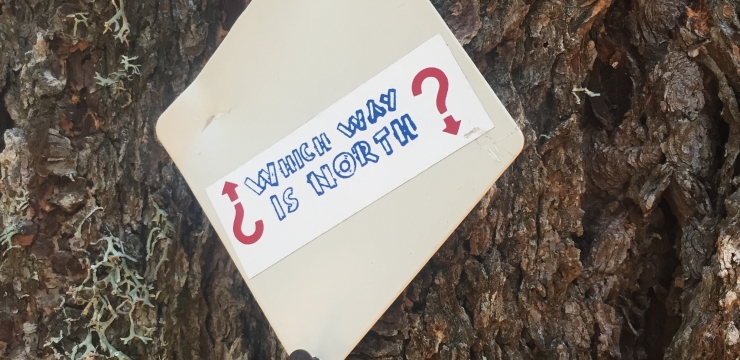 ¿ WHICH WAY ?
IS NORTH